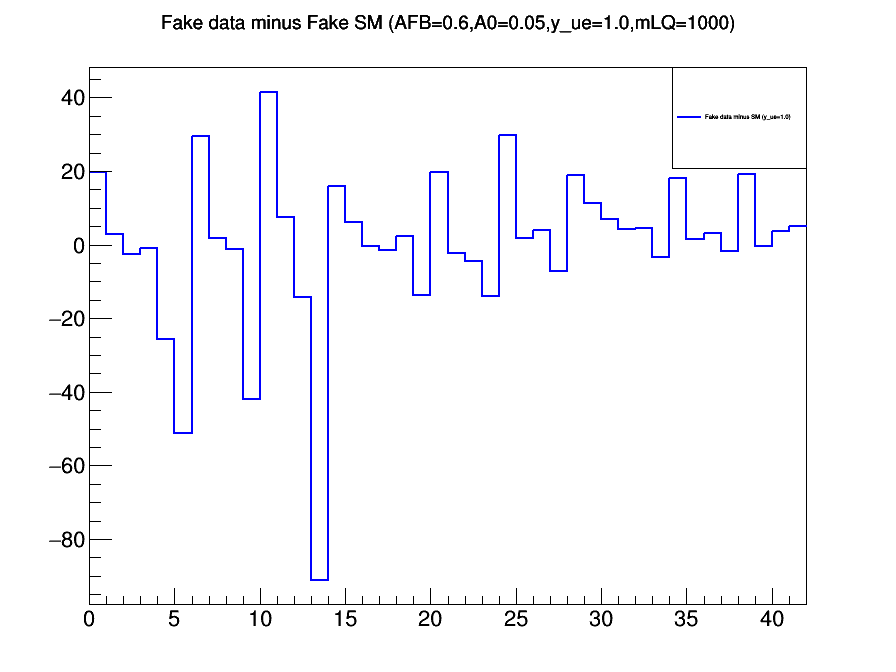 Fake data minus Fake SM (AFB=0.6,A0=0.05,y_ue=1.0,mLQ=1000)
Fake data minus SM (y_ue=1.0)
40
20
0
−20
−40
−60
−80
0 5 10 15 20 25 30 35 40